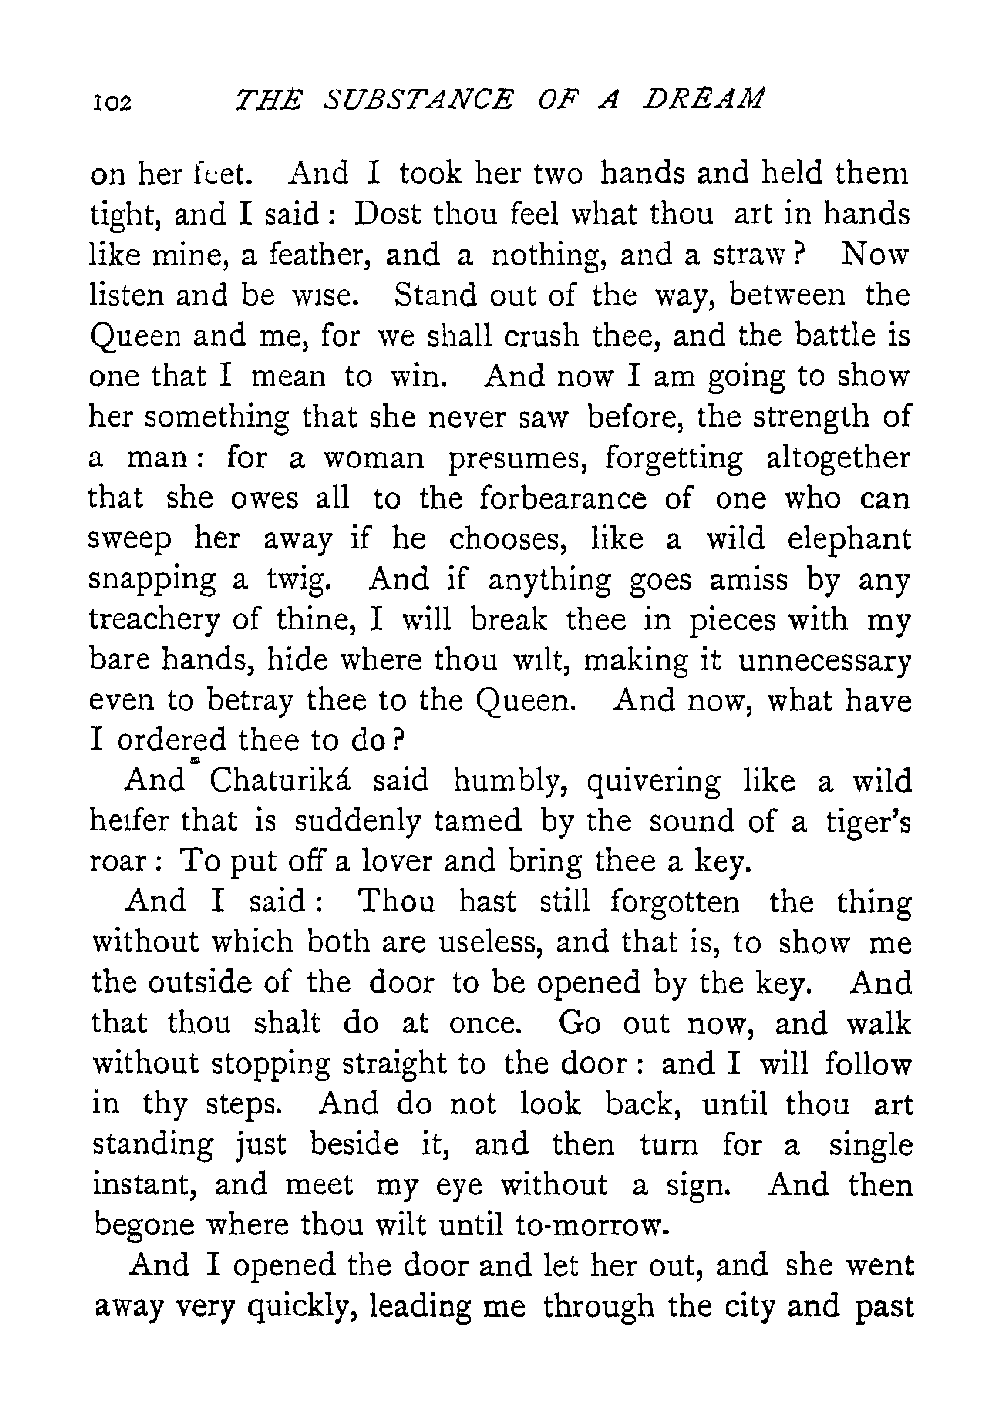 102 THE SUBSTANCE OF A DREAM
on her feet. And I took her two hands and held them
tight, and I said : Dost thou feel what thou art in hands
like mine, a feather, and a nothing, and a straw ? Now
listen and be wise. Stand out of the way, between the
Queen and me, for we shall crush thee, and the battle is
one that I mean to win. And now I am going to show
her something that she never saw before, the strength of
a man : for a woman presumes, forgetting altogether
that she owes all to the forbearance of one who can
sweep her away if he chooses, like a wild elephant
snapping a twig. And if anything goes amiss by any
treachery of thine, I will break thee in pieces with my
bare hands, hide where thou wilt, making it unnecessary
even to betray thee to the Queen. And now, what have
I ordered thee to do ?
And Chaturiká said humbly, quivering like a wild
heifer that is suddenly tamed by the sound of a tiger's
roar : To put off a lover and bring thee a key.
And I said : Thou hast still forgotten the thing
without which both are useless, and that is, to show me
the outside of the door to be opened by the key. And
that thou shalt do at once. Go out now, and walk
without stopping straight to the door : and I will follow
in thy steps. And do not look back, until thou art
standing just beside it, and then turn for a single
instant, and meet my eye without a sign. And then
begone where thou wilt until to-morrow.
And I opened the door and let her out, and she went
away very quickly, leading me through the city and past